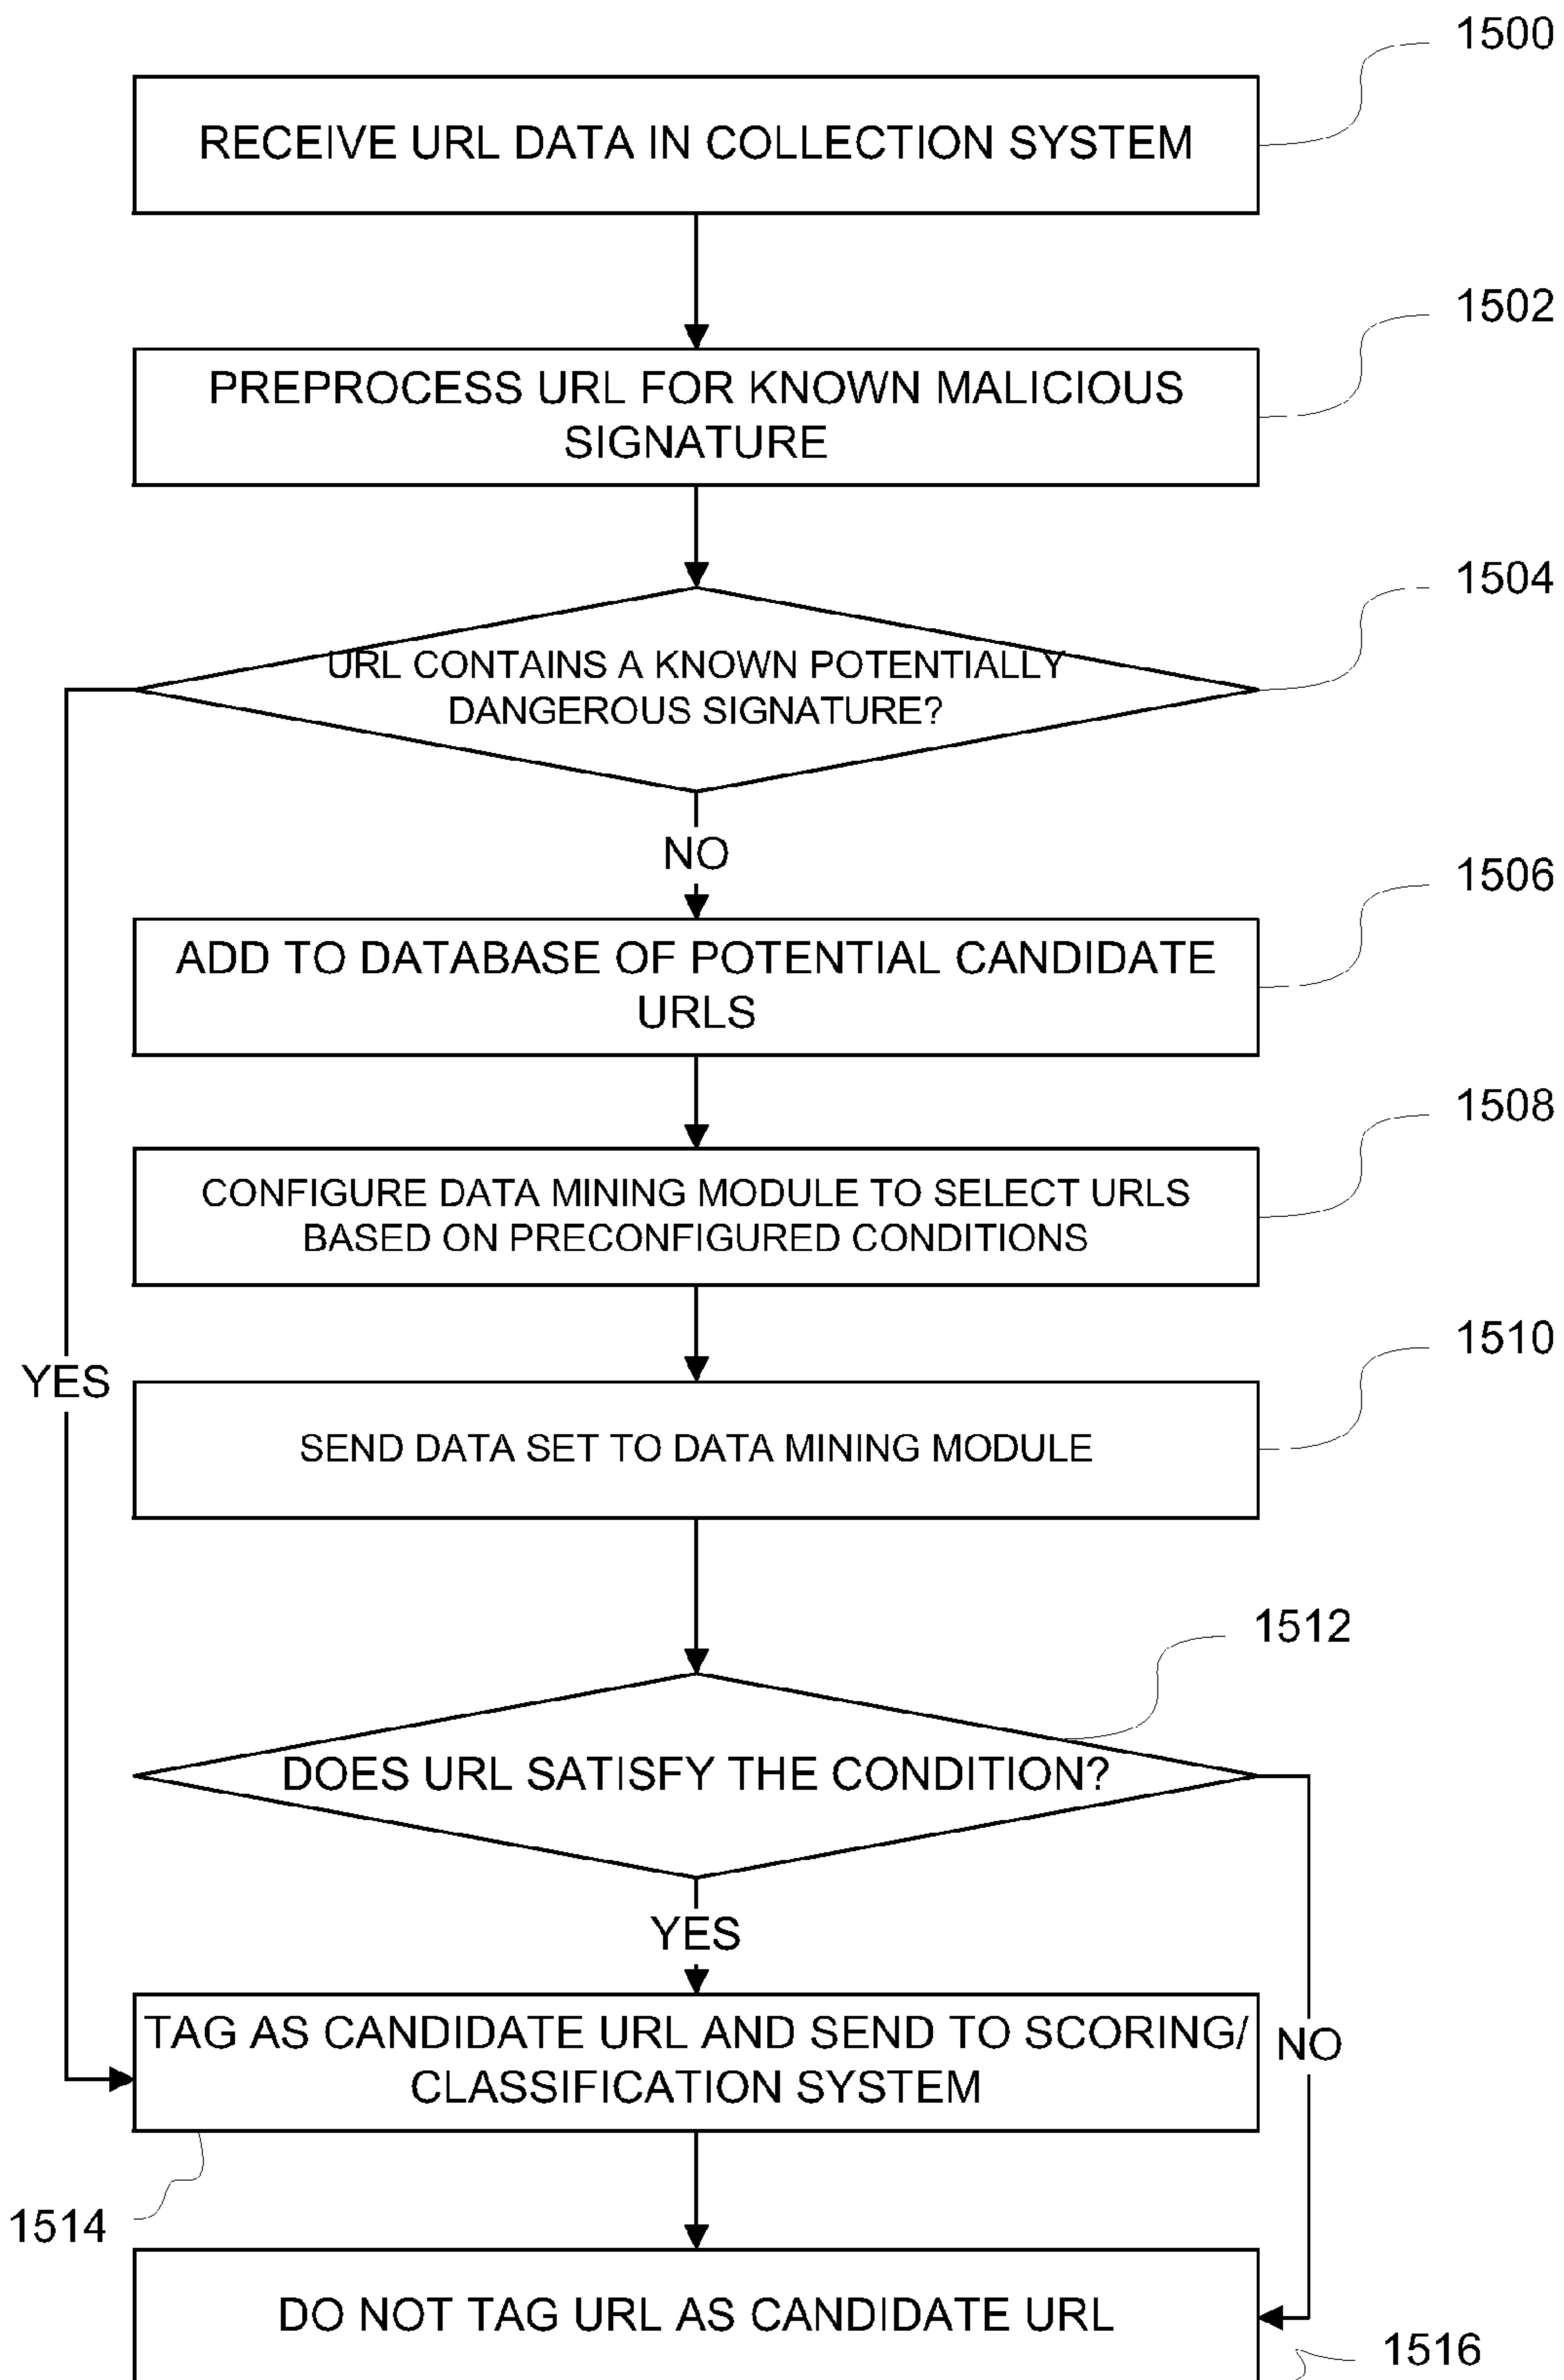 1500
RECEIVE URL DATA IN COLLECTION SYSTEM
1502
PREPROCESS URL FOR KNOWN MALICIOUS
SIGNATURE
1504
URL CONTAINS A KNOWN POTENTIALLY
DANGEROUS SIGNATURE?
NO
1506
ADD TO DATABASE OF POTENTIAL CANDIDATE
URLS
1508
CONFIGURE DATA MINING MODULE TO SELECT URLS
BASED ON PRECONFIGURED CONDITIONS
1510
YES
SEND DATA SET TO DATA MINING MODULE
1512
DOES URL SATISFY THE CONDITION?
YES
TAG AS CANDIDATE URL AND SEND TO SCORING/
CLASSIFICATION SYSTEM
NO
1514
DO NOT TAG URL AS CANDIDATE URL
1516